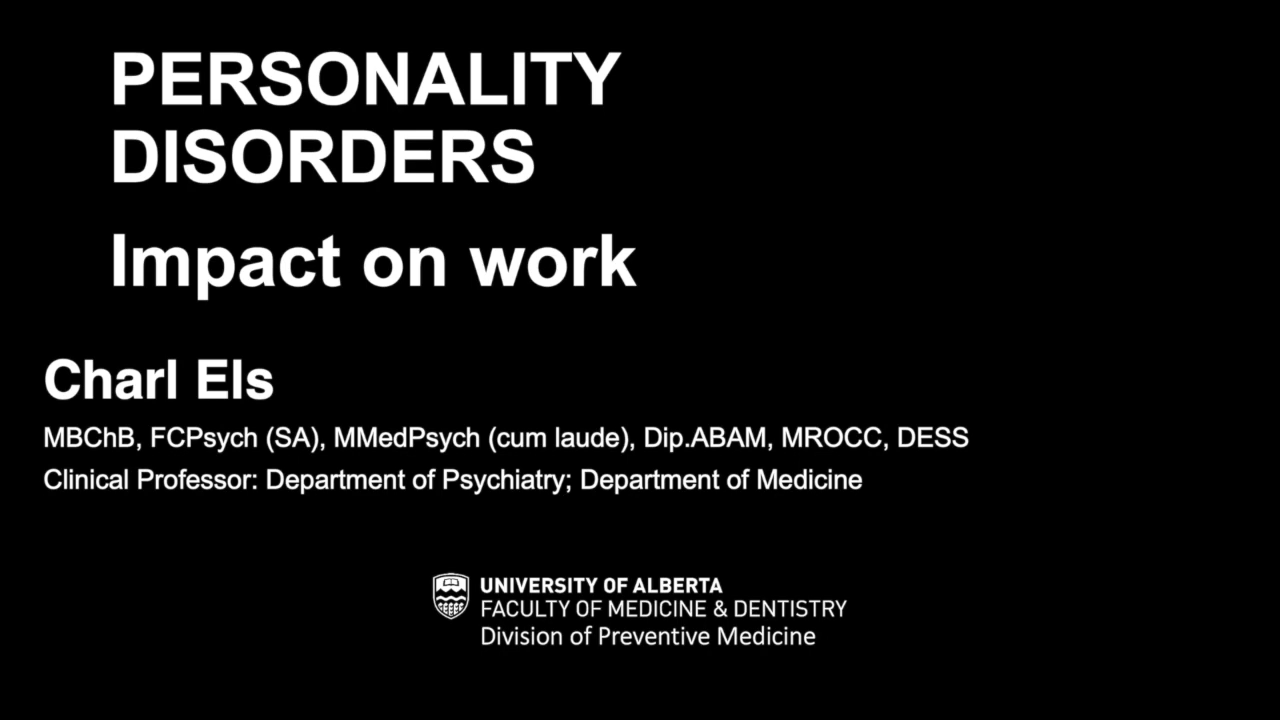 PERSONALITY
DISORDERS
Impact on work
Charl Els
MBChB, FCPsych (SA), MMedPsych (cum laude), Dip.ABAM, MROCC, DESS
Clinical Professor: Department of Psychiatry; Department of Medicine
UNIVERSITY OF ALBERTA
FACULTY OF MEDICINE & DENTISTRY
Division of Preventive Medicine